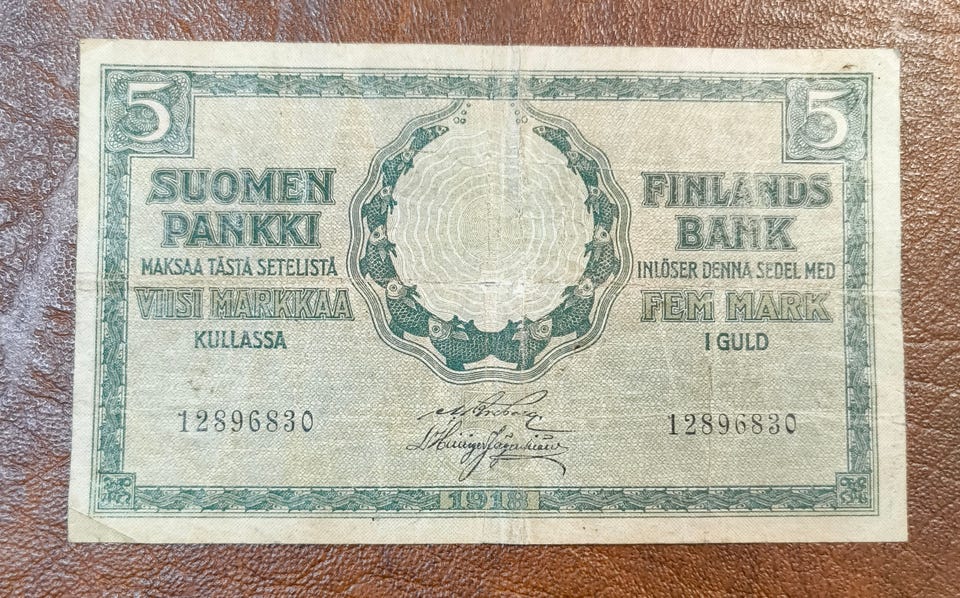 5 5
SUOMEN
PANKKI
MAKSAA TÄSTÄ SETELISTÄ
VIISI MARKKAA
KULLASSA
FINLANDS
BANK
INLÖSER DENNA SEDEL MED
FEM MARK
I GULD
12896830
12896830
1918